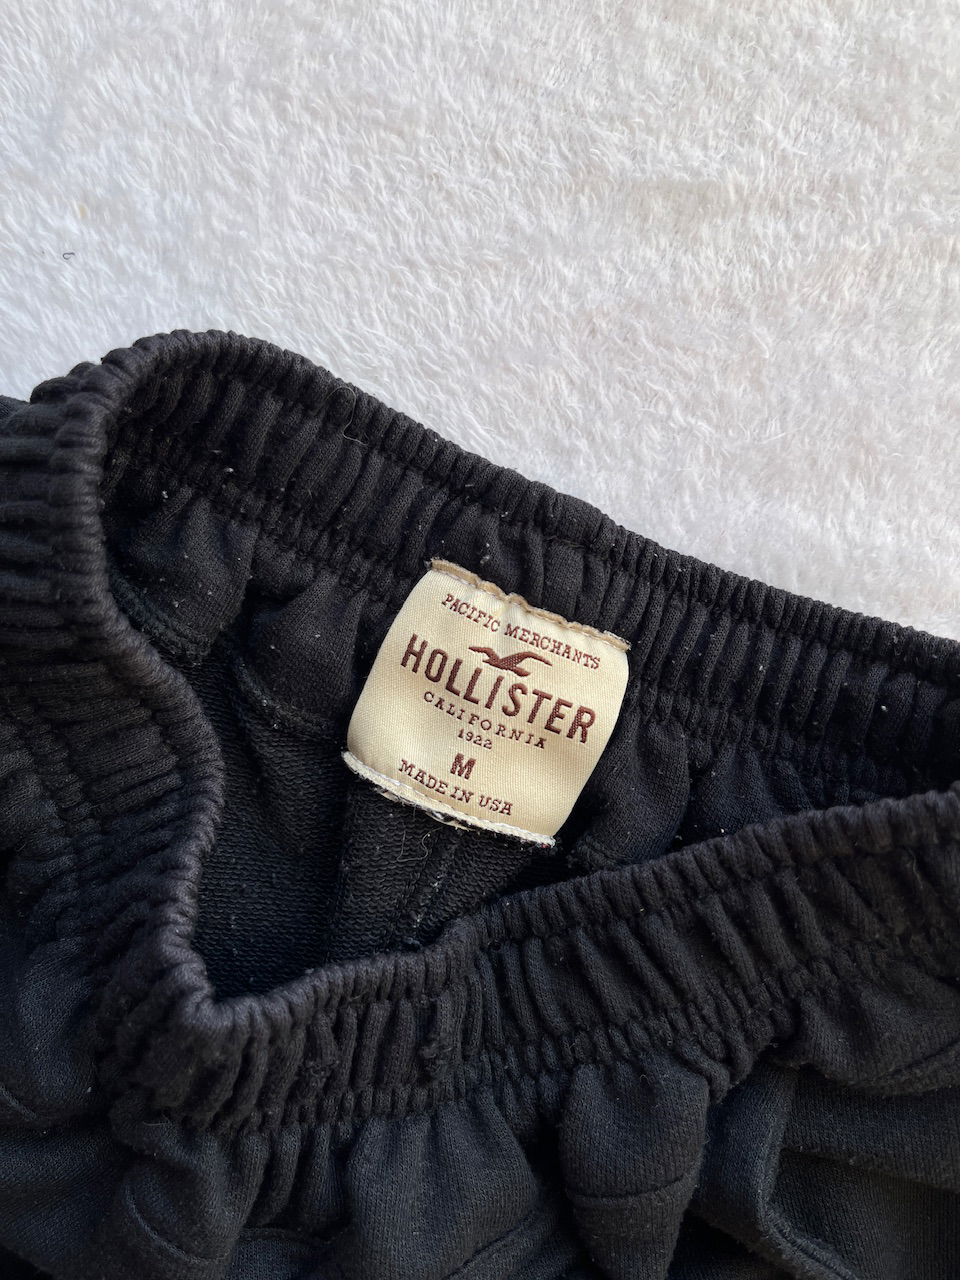 PACIFIC MERCHANTS
HOLLISTER
CALIFORNIA
1922
M
MADE IN USA